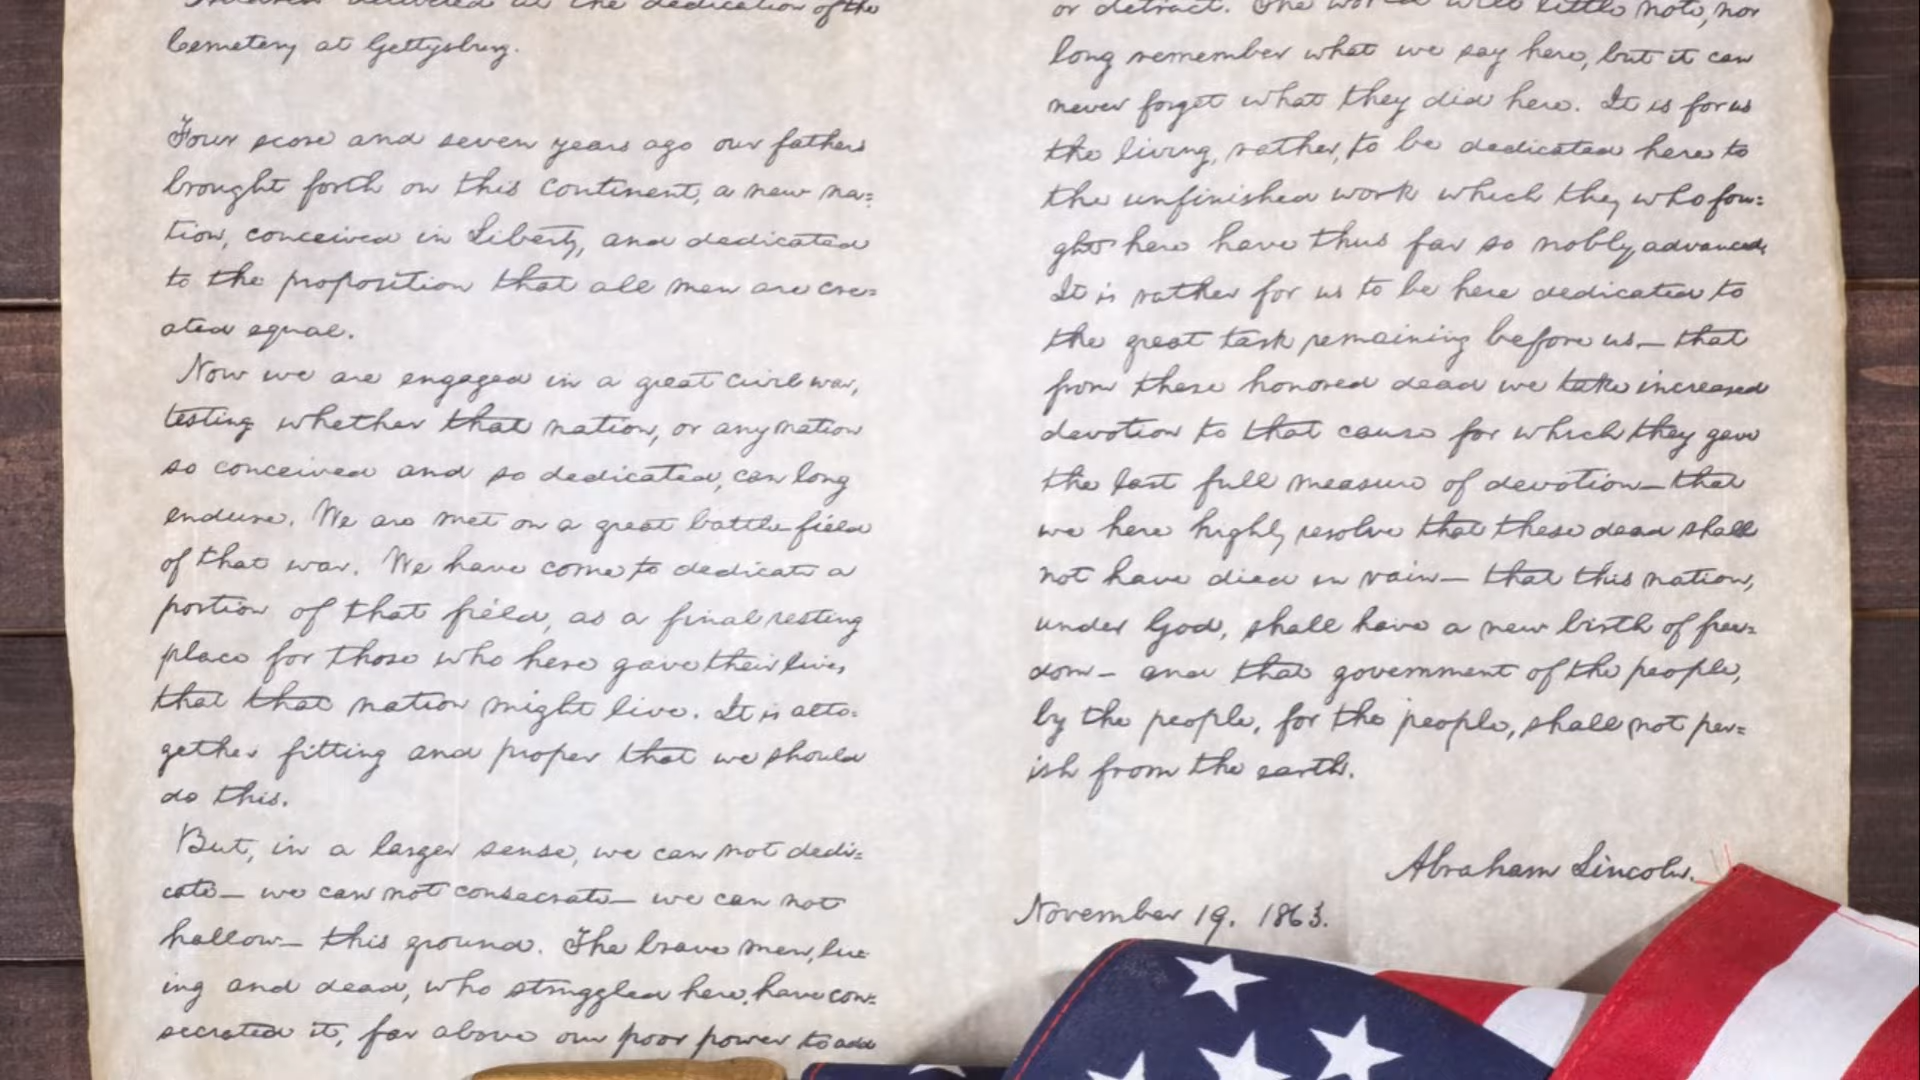 Address delivered at the dedication of the
Cemetery at Gettysburg.
Four score and seven years ago our fathers
brought forth on this continent, a new na=
tion, conceived in Liberty, and dedicated
to the proposition that all men are cre=
ated equal.
Now we are engaged in a great civil war,
testing whether that nation, or any nation
so conceived and so dedicated, can long
endure. We are met on a great battle-field
of that war. We have come to dedicate a
portion of that field, as a final resting
place for those who here gave their lives
that that nation might live. It is alto-
gether fitting and proper that we should
do this.
But, in a larger sense, we can not dedi=
cate— we can not consecrate— we can not
hallow— this ground. The brave men, liv=
ing and dead, who struggled here, have con=
secrated it, far above our poor power to add
or detract. The world will little note, nor
long remember what we say here, but it can
never forget what they did here. It is for us
the living, rather, to be dedicated here to
the unfinished work which they who fou=
ght here have thus far so nobly advanced.
It is rather for us to be here dedicated to
the great task remaining before us— that
from these honored dead we take increased
devotion to that cause for which they gave
the last full measure of devotion— that
we here highly resolve that these dead shall
not have died in vain— that this nation,
under God, shall have a new birth of free=
dom— and that government of the people,
by the people, for the people, shall not per=
ish from the earth.
Abraham Lincoln.
November 19. 1863.